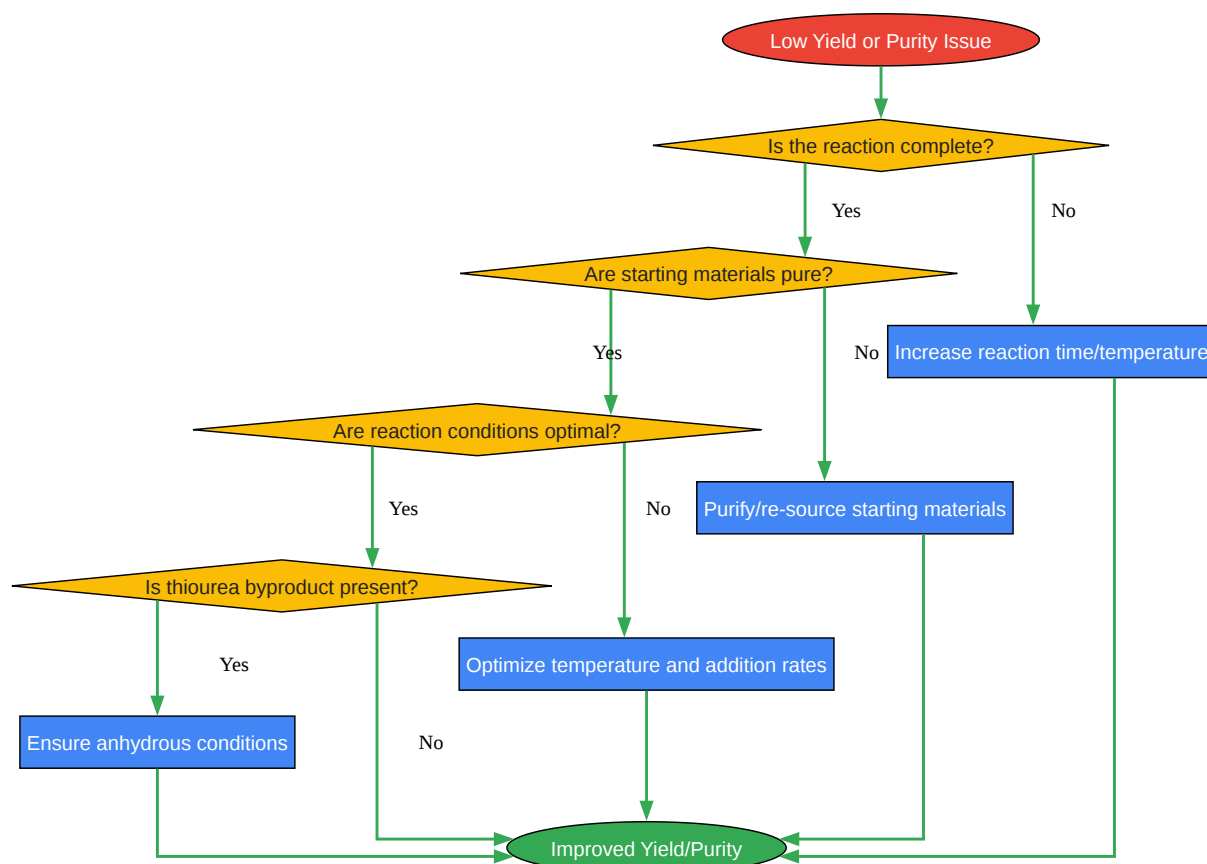 Low Yield or Purity Issue
Is the reaction complete?
Yes
No
Are starting materials pure?
Yes
No
Increase reaction time/temperature
Are reaction conditions optimal?
Yes
No
Purify/re-source starting materials
Is thiourea byproduct present?
Yes
Optimize temperature and addition rates
Ensure anhydrous conditions
No
Improved Yield/Purity